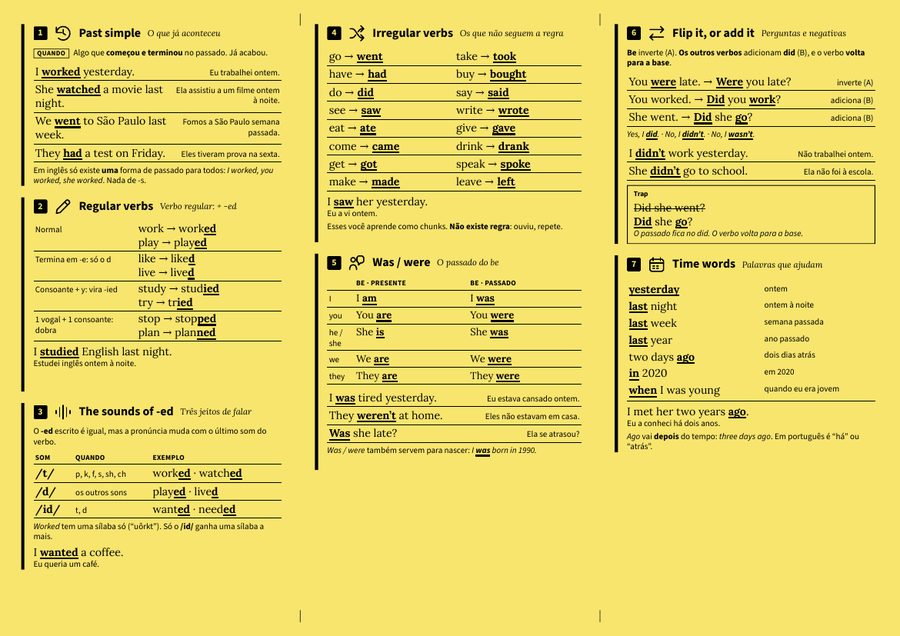 1 Past simple O que já aconteceu
QUANDO Algo que começou e terminou no passado. Já acabou.
I worked yesterday. Eu trabalhei ontem.
She watched a movie last Ela assistiu a um filme ontem
night. à noite.
We went to São Paulo last Fomos a São Paulo semana
week. passada.
They had a test on Friday. Eles tiveram prova na sexta.
Em inglês só existe uma forma de passado para todos: I worked, you
worked, she worked. Nada de -s.
2 Regular verbs Verbo regular: + -ed
Normal work → worked
play → played
Termina em -e: só o d like → liked
live → lived
Consoante + y: vira -ied study → studied
try → tried
1 vogal + 1 consoante: stop → stopped
dobra plan → planned
I studied English last night.
Estudei inglês ontem à noite.
3 The sounds of -ed Três jeitos de falar
O -ed escrito é igual, mas a pronúncia muda com o último som do
verbo.
SOM QUANDO EXEMPLO
/t/ p, k, f, s, sh, ch worked · watched
/d/ os outros sons played · lived
/id/ t, d wanted · needed
Worked tem uma sílaba só (“uôrkt”). Só o /id/ ganha uma sílaba a
mais.
I wanted a coffee.
Eu queria um café.
4 Irregular verbs Os que não seguem a regra
go → went take → took
have → had buy → bought
do → did say → said
see → saw write → wrote
eat → ate give → gave
come → came drink → drank
get → got speak → spoke
make → made leave → left
I saw her yesterday.
Eu a vi ontem.
Esses você aprende como chunks. Não existe regra: ouviu, repete.
5 Was / were O passado do be
BE · PRESENTE BE · PASSADO
I I am I was
you You are You were
he / She is She was
she
we We are We were
they They are They were
I was tired yesterday. Eu estava cansado ontem.
They weren’t at home. Eles não estavam em casa.
Was she late? Ela se atrasou?
Was / were também servem para nascer: I was born in 1990.
6 Flip it, or add it Perguntas e negativas
Be inverte (A). Os outros verbos adicionam did (B), e o verbo volta
para a base.
You were late. → Were you late? inverte (A)
You worked. → Did you work? adiciona (B)
She went. → Did she go? adiciona (B)
Yes, I did. · No, I didn’t. · No, I wasn’t.
I didn’t work yesterday. Não trabalhei ontem.
She didn’t go to school. Ela não foi à escola.
Trap
Did she went?
Did she go?
O passado fica no did. O verbo volta para a base.
7 Time words Palavras que ajudam
yesterday ontem
last night ontem à noite
last week semana passada
last year ano passado
two days ago dois dias atrás
in 2020 em 2020
when I was young quando eu era jovem
I met her two years ago.
Eu a conheci há dois anos.
Ago vai depois do tempo: three days ago. Em português é “há” ou
“atrás”.